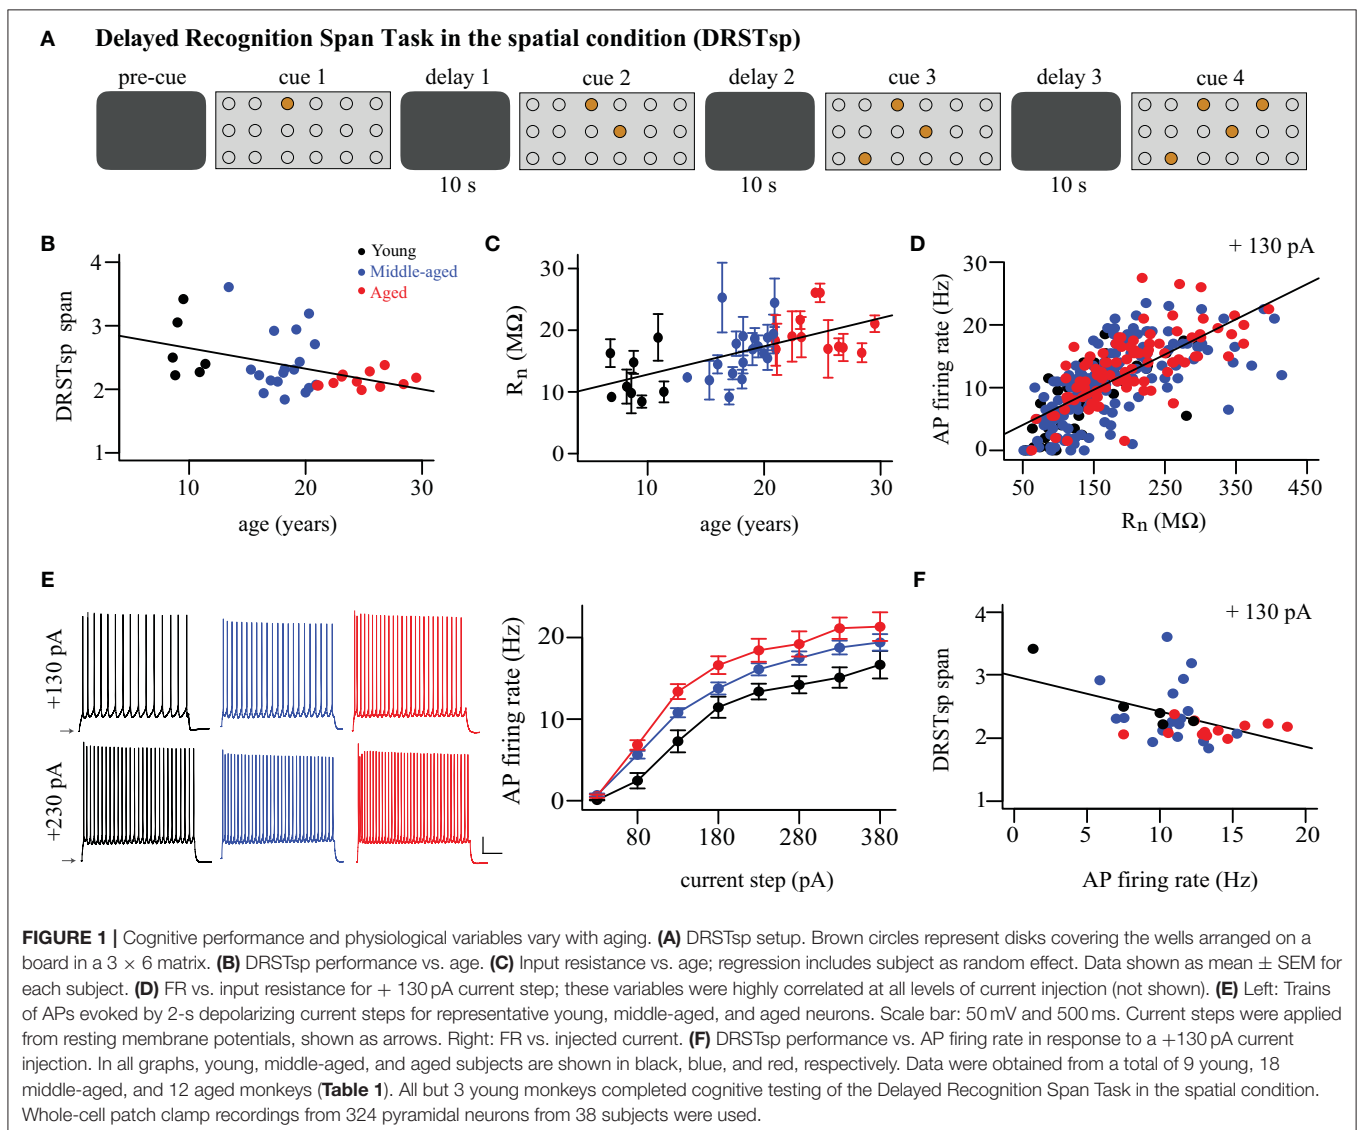 A Delayed Recognition Span Task in the spatial condition (DRSTsp)
pre-cue cue 1 delay 1 cue 2 delay 2 cue 3 delay 3 cue 4
10 s 10 s 10 s
B
4
3
2
1
DRSTsp span
10 20 30
age (years)
Young
Middle-aged
Aged
C
30
20
10
0
Rn (MΩ)
10 20 30
age (years)
D
+ 130 pA
30
20
10
0
AP firing rate (Hz)
50 150 250 350 450
Rn (MΩ)
E
+130 pA
+230 pA
20
10
0
AP firing rate (Hz)
80 180 280 380
current step (pA)
F
+ 130 pA
4
3
2
1
DRSTsp span
0 5 10 15 20
AP firing rate (Hz)
FIGURE 1 | Cognitive performance and physiological variables vary with aging. (A) DRSTsp setup. Brown circles represent disks covering the wells arranged on a
board in a 3 × 6 matrix. (B) DRSTsp performance vs. age. (C) Input resistance vs. age; regression includes subject as random effect. Data shown as mean ± SEM for
each subject. (D) FR vs. input resistance for + 130 pA current step; these variables were highly correlated at all levels of current injection (not shown). (E) Left: Trains
of APs evoked by 2-s depolarizing current steps for representative young, middle-aged, and aged neurons. Scale bar: 50 mV and 500 ms. Current steps were applied
from resting membrane potentials, shown as arrows. Right: FR vs. injected current. (F) DRSTsp performance vs. AP firing rate in response to a +130 pA current
injection. In all graphs, young, middle-aged, and aged subjects are shown in black, blue, and red, respectively. Data were obtained from a total of 9 young, 18
middle-aged, and 12 aged monkeys (Table 1). All but 3 young monkeys completed cognitive testing of the Delayed Recognition Span Task in the spatial condition.
Whole-cell patch clamp recordings from 324 pyramidal neurons from 38 subjects were used.